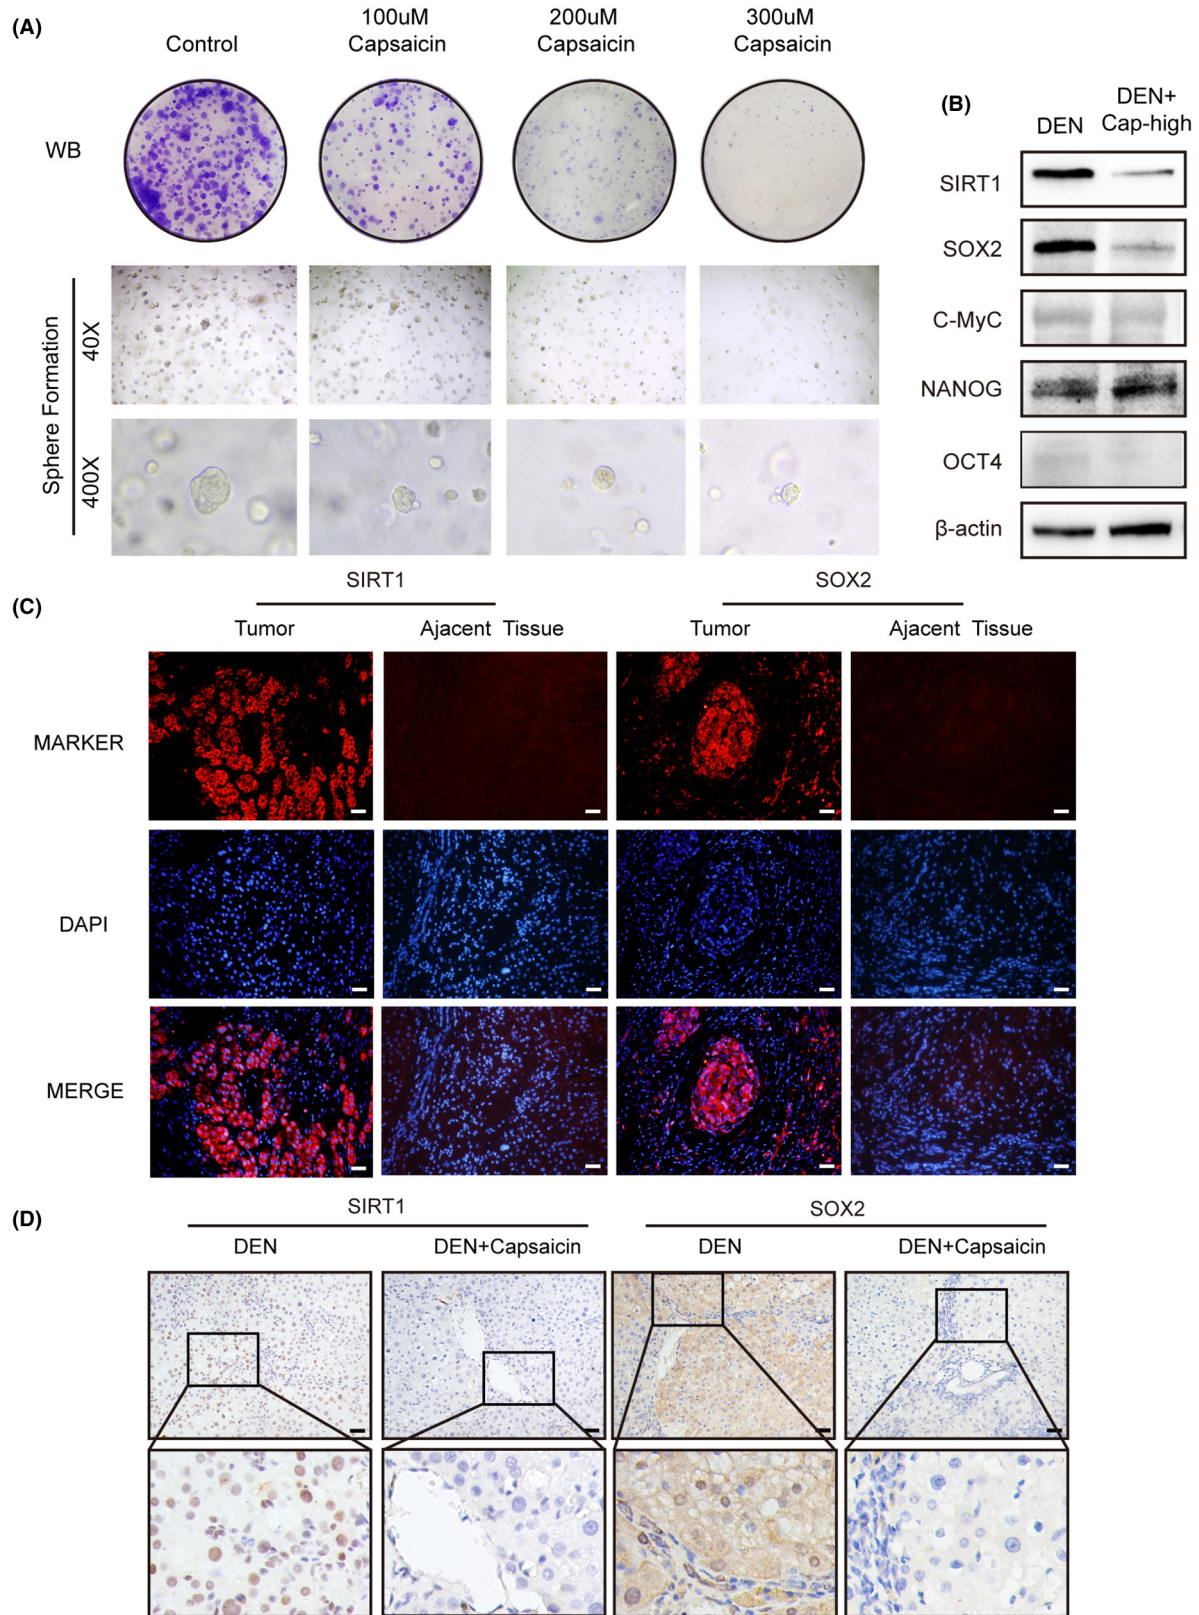 (A)
Control
100uM
Capsaicin
200uM
Capsaicin
300uM
Capsaicin
WB
Sphere Formation
40X
400X
(B)
DEN
DEN+
Cap-high
SIRT1
SOX2
C-MyC
NANOG
OCT4
β-actin
(C)
SIRT1
SOX2
Tumor
Ajacent Tissue
Tumor
Ajacent Tissue
MARKER
DAPI
MERGE
(D)
SIRT1
SOX2
DEN
DEN+Capsaicin
DEN
DEN+Capsaicin